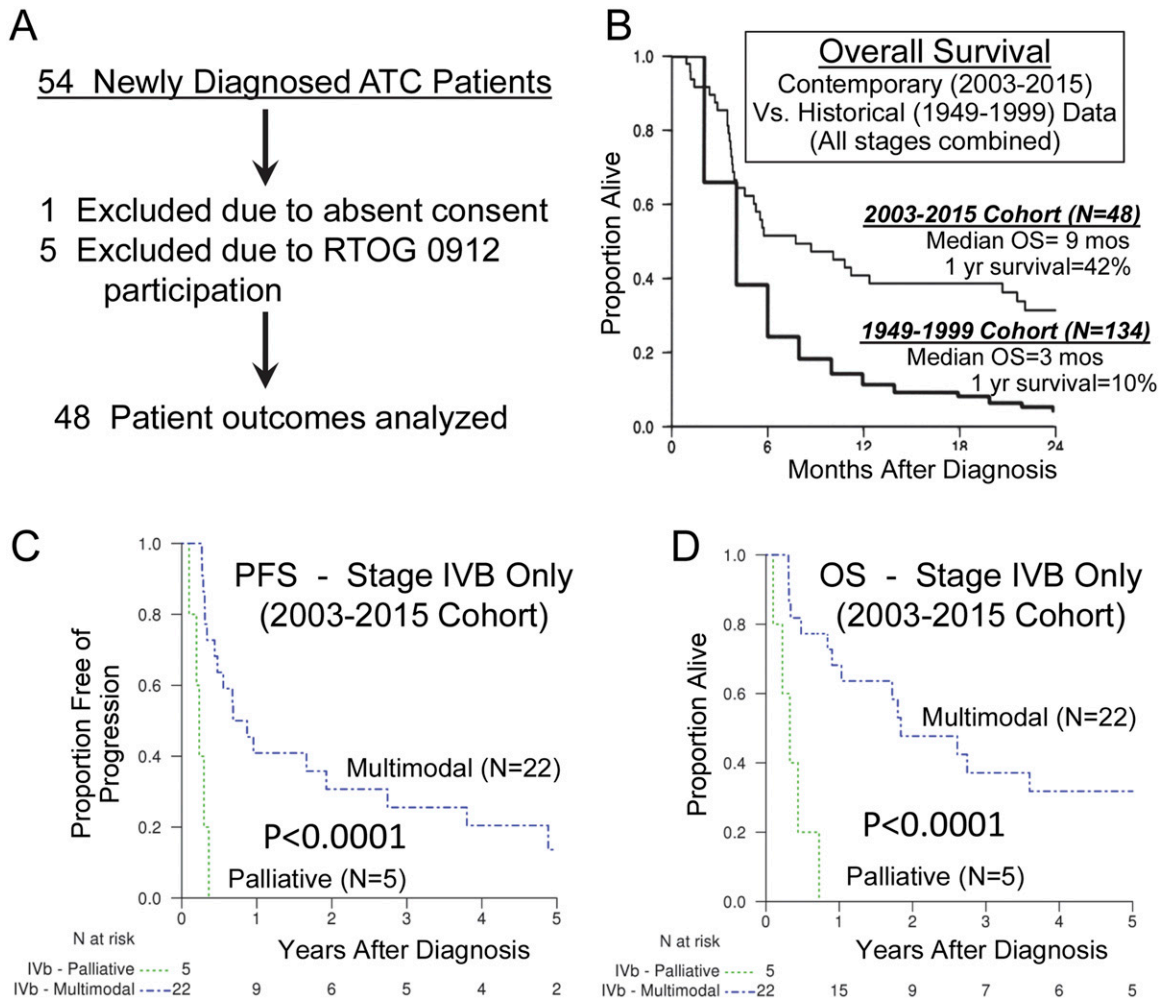 A
54 Newly Diagnosed ATC Patients
1 Excluded due to absent consent
5 Excluded due to RTOG 0912
participation
48 Patient outcomes analyzed
B
Overall Survival
Contemporary (2003-2015)
Vs. Historical (1949-1999) Data
(All stages combined)
2003-2015 Cohort (N=48)
Median OS= 9 mos
1 yr survival=42%
1949-1999 Cohort (N=134)
Median OS=3 mos
1 yr survival=10%
Proportion Alive
1.0
0.8
0.6
0.4
0.2
0.0
0 6 12 18 24
Months After Diagnosis
C
PFS - Stage IVB Only
(2003-2015 Cohort)
Proportion Free of
Progression
1.0
0.8
0.6
0.4
0.2
0.0
Multimodal (N=22)
P<0.0001
Palliative (N=5)
0 1 2 3 4 5
Years After Diagnosis
N at risk
IVb - Palliative 5
IVb - Multimodal 22 9 6 5 4 2
D
OS - Stage IVB Only
(2003-2015 Cohort)
Proportion Alive
1.0
0.8
0.6
0.4
0.2
0.0
Multimodal (N=22)
P<0.0001
Palliative (N=5)
0 1 2 3 4 5
Years After Diagnosis
N at risk
IVb - Palliative 5
IVb - Multimodal 22 15 9 7 6 5